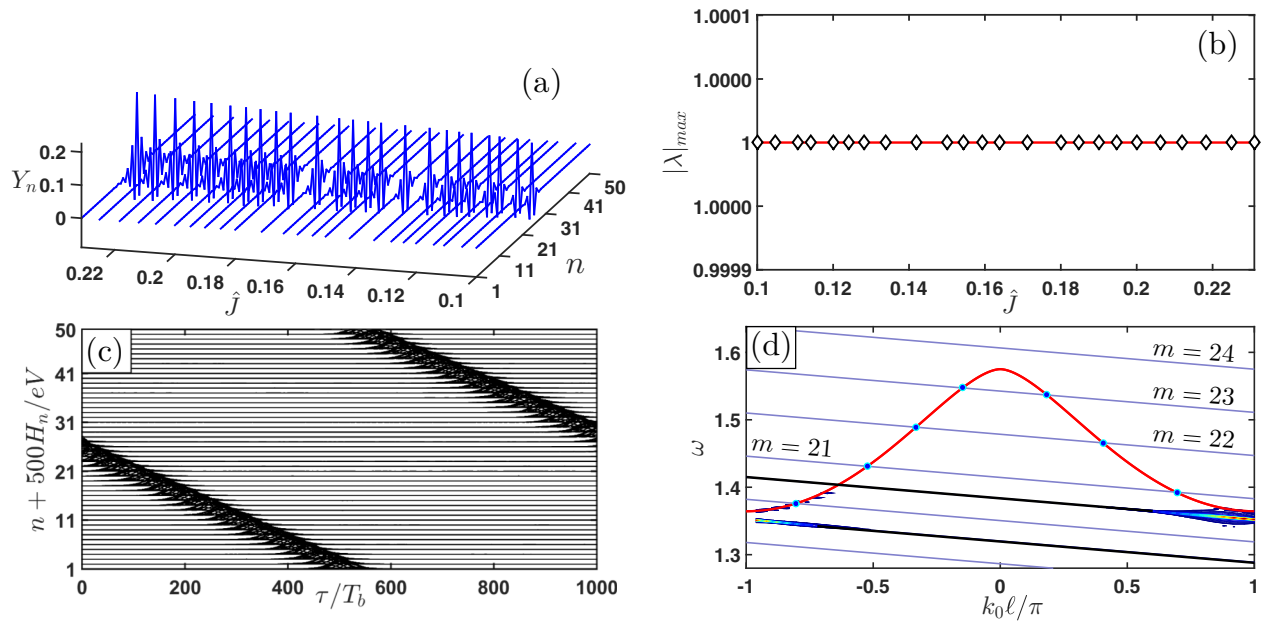 (a)
Y_n
0.2
0.1
0
0.22
0.2
0.18
0.16
0.14
0.12
0.1
ĵ
1
11
21
31
41
50
n
(b)
|λ|_max
1.0001
1.0000
1
1.0000
0.9999
0.1
0.12
0.14
0.16
0.18
0.2
0.22
ĵ
(c)
n + 500H_n/eV
50
41
31
21
11
1
0
200
400
600
800
1000
τ/T_b
(d)
ω
1.6
1.5
1.4
1.3
m = 24
m = 23
m = 22
m = 21
-1
-0.5
0
0.5
1
k_0ℓ/π